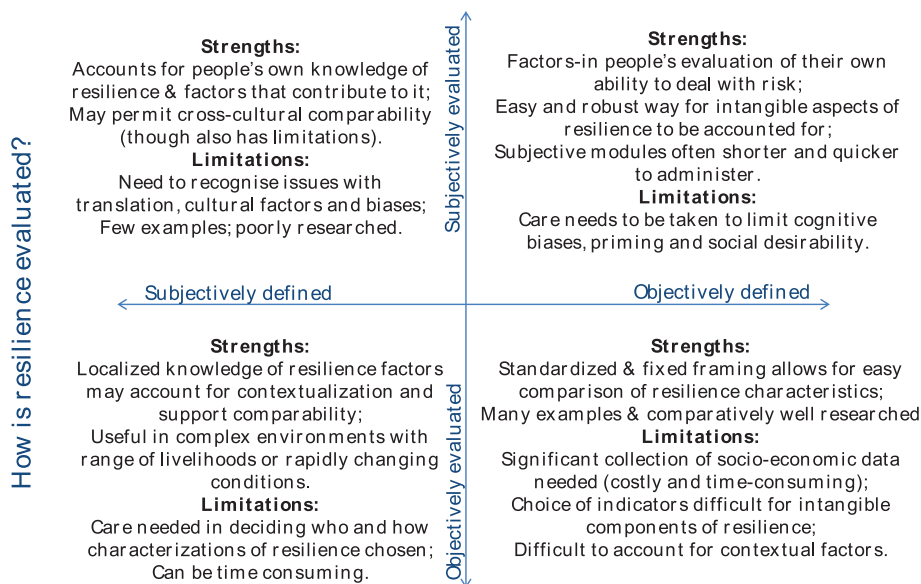 How is resilience evaluated?
Strengths:
Accounts for people's own knowledge of
resilience & factors that contribute to it;
May permit cross-cultural comparability
(though also has limitations).
Limitations:
Need to recognise issues with
translation, cultural factors and biases;
Few examples; poorly researched.
Subjectively evaluated
Strengths:
Factors-in people's evaluation of their own
ability to deal with risk;
Easy and robust way for intangible aspects of
resilience to be accounted for;
Subjective modules often shorter and quicker
to administer.
Limitations:
Care needs to be taken to limit cognitive
biases, priming and social desirability.
Subjectively defined
Objectively defined
Strengths:
Localized knowledge of resilience factors
may account for contextualization and
support comparability;
Useful in complex environments with
range of livelihoods or rapidly changing
conditions.
Limitations:
Care needed in deciding who and how
characterizations of resilience chosen;
Can be time consuming.
Objectively evaluated
Strengths:
Standardized & fixed framing allows for easy
comparison of resilience characteristics;
Many examples & comparatively well researched
Limitations:
Significant collection of socio-economic data
needed (costly and time-consuming);
Choice of indicators difficult for intangible
components of resilience;
Difficult to account for contextual factors.